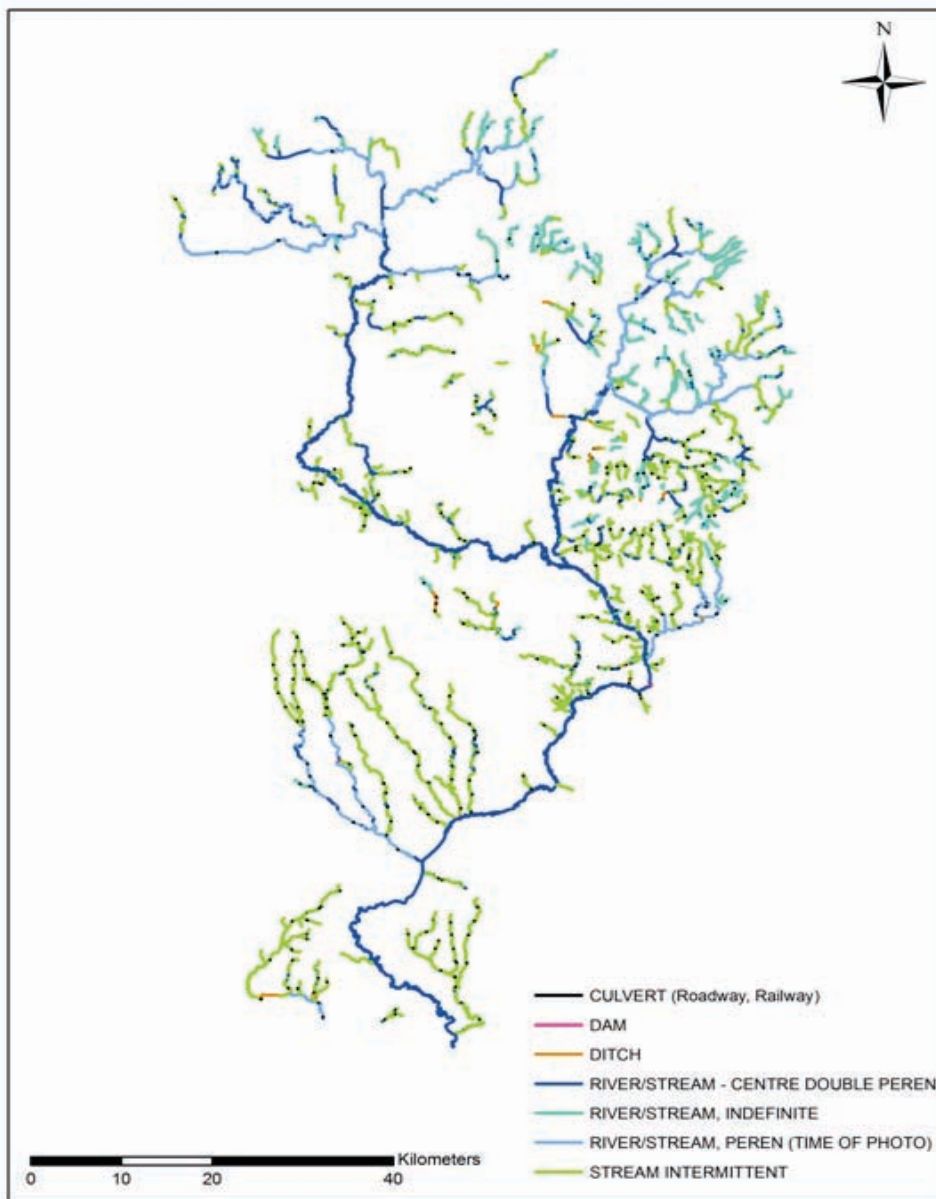 N
CULVERT (Roadway, Railway)
DAM
DITCH
RIVER/STREAM - CENTRE DOUBLE PEREN
RIVER/STREAM, INDEFINITE
RIVER/STREAM, PEREN (TIME OF PHOTO)
STREAM INTERMITTENT
Kilometers
0 10 20 40